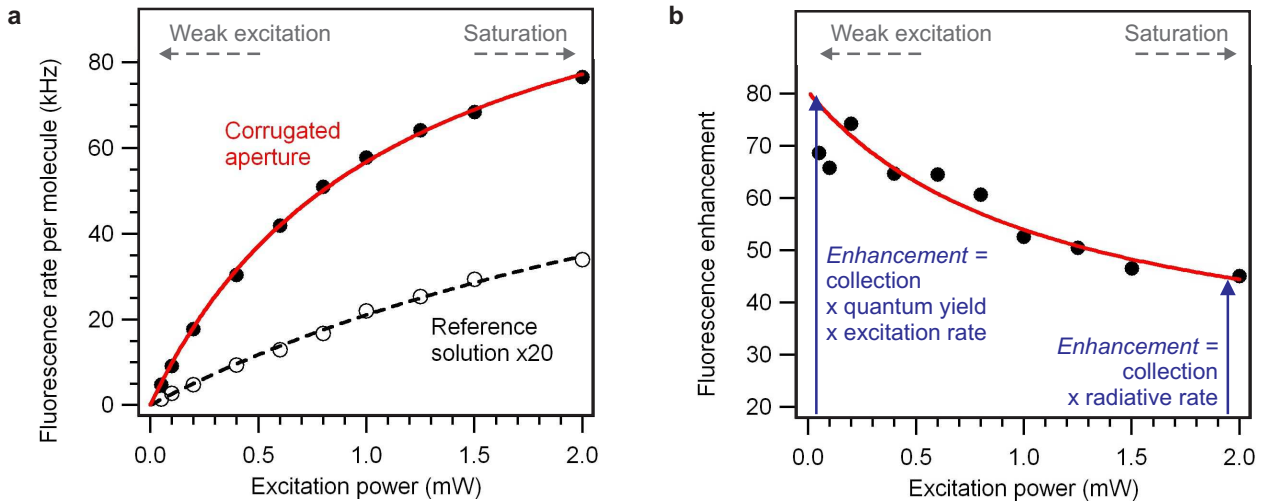 a
Weak excitation
Saturation
80
60
40
20
0
Fluorescence rate per molecule (kHz)
Corrugated
aperture
Reference
solution x20
0.0 0.5 1.0 1.5 2.0
Excitation power (mW)
b
Weak excitation
Saturation
80
70
60
50
40
30
20
Fluorescence enhancement
Enhancement =
collection
x quantum yield
x excitation rate
Enhancement =
collection
x radiative rate
0.0 0.5 1.0 1.5 2.0
Excitation power (mW)